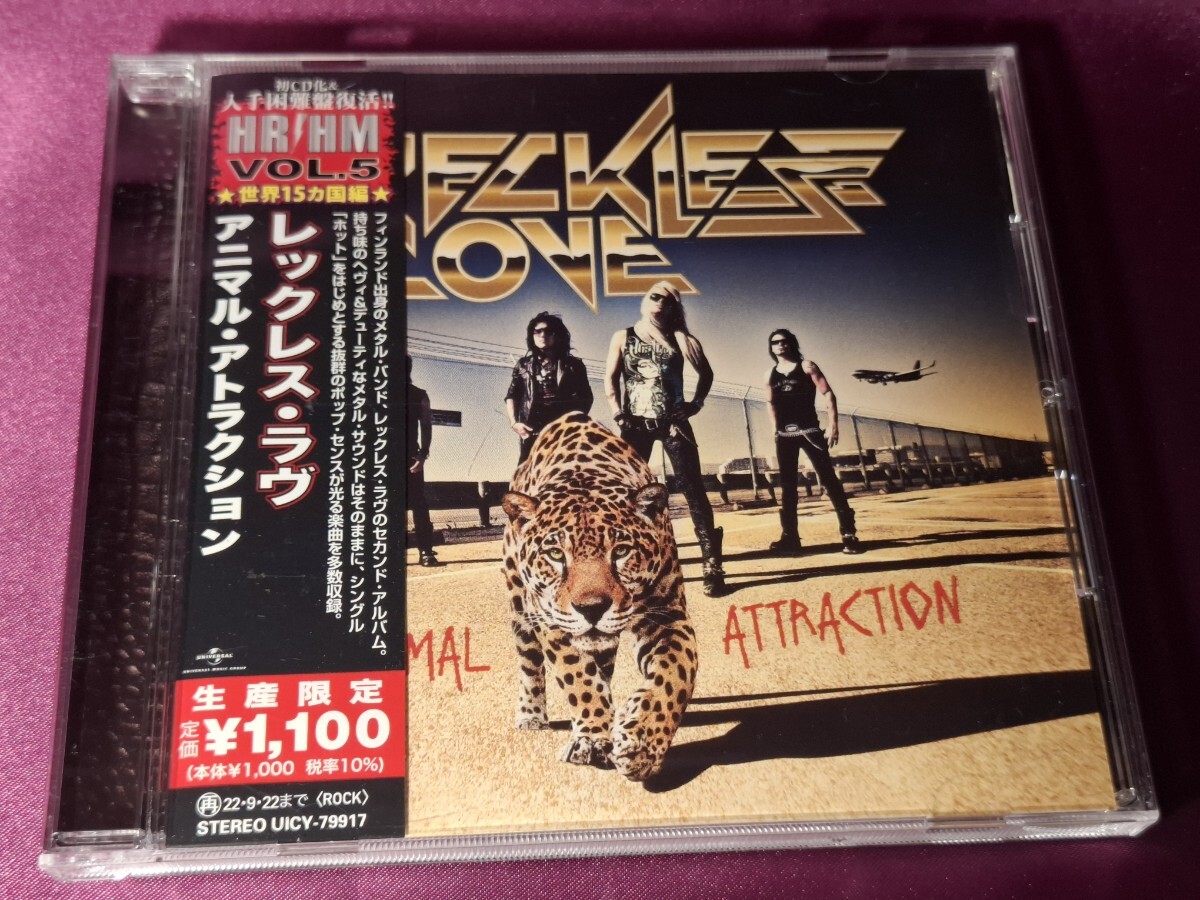 初CD化&
入手困難盤復活!!
HR/HM
VOL.5
★世界15カ国編★
レックレス・ラヴ
アニマル・アトラクション
フィンランド出身のメタル・バンド、レックレス・ラヴのセカンド・アルバム。
持ち味のヘヴィ&デューティなメタル・サウンドはそのままに、シングル
「ホット」をはじめとする抜群のポップ・センスが光る楽曲を多数収録。
UNIVERSAL
UNIVERSAL MUSIC GROUP
生産限定
定価¥1,100
(本体¥1,000 税率10%)
再22・9・22まで〈ROCK〉
STEREO UICY-79917
ECKLESS
OVE
MAL
ATTRACTION